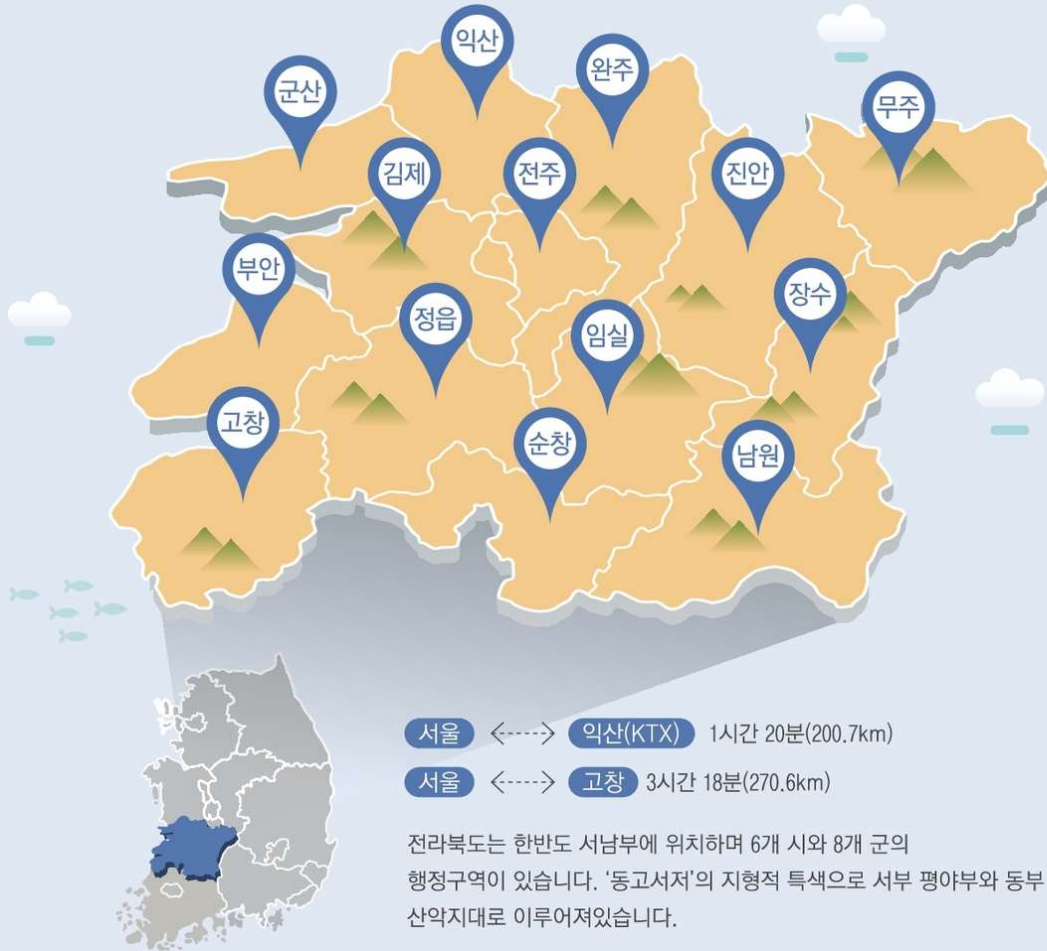 익산
완주
군산
무주
김제
전주
진안
부안
장수
정읍
임실
고창
순창
남원
서울 <-----> 익산(KTX) 1시간 20분(200.7km)
서울 <-----> 고창 3시간 18분(270.6km)
전라북도는 한반도 서남부에 위치하며 6개 시와 8개 군의
행정구역이 있습니다. ‘동고서저’의 지형적 특색으로 서부 평야부와 동부
산악지대로 이루어져있습니다.